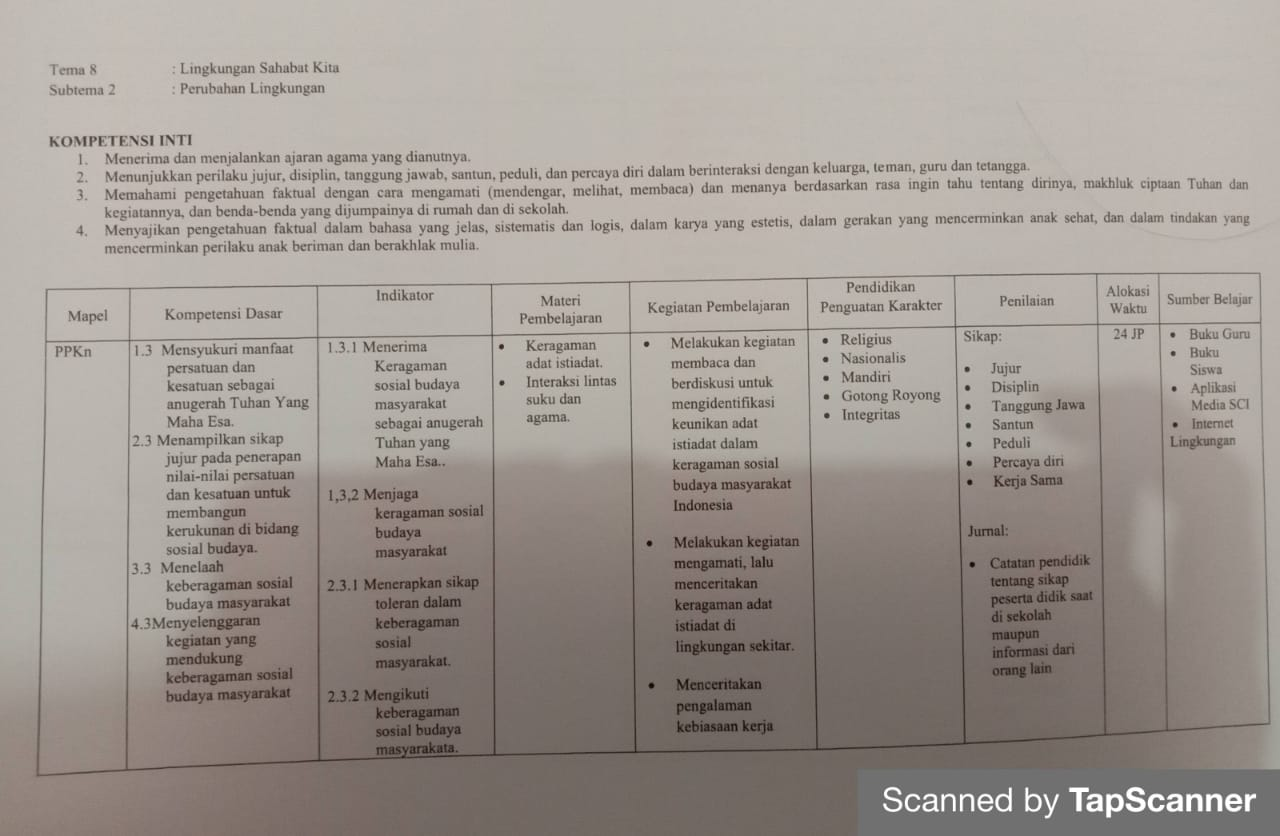 Tema 8 : Lingkungan Sahabat Kita
Subtema 2 : Perubahan Lingkungan
KOMPETENSI INTI
1. Menerima dan menjalankan ajaran agama yang dianutnya.
2. Menunjukkan perilaku jujur, disiplin, tanggung jawab, santun, peduli, dan percaya diri dalam berinteraksi dengan keluarga, teman, guru dan tetangga.
3. Memahami pengetahuan faktual dengan cara mengamati (mendengar, melihat, membaca) dan menanya berdasarkan rasa ingin tahu tentang dirinya, makhluk ciptaan Tuhan dan
kegiatannya, dan benda-benda yang dijumpainya di rumah dan di sekolah.
4. Menyajikan pengetahuan faktual dalam bahasa yang jelas, sistematis dan logis, dalam karya yang estetis, dalam gerakan yang mencerminkan anak sehat, dan dalam tindakan yang
mencerminkan perilaku anak beriman dan berakhlak mulia.
Mapel
Kompetensi Dasar
Indikator
Materi
Pembelajaran
Kegiatan Pembelajaran
Pendidikan
Penguatan Karakter
Penilaian
Alokasi
Waktu
Sumber Belajar
PPKn
1.3 Mensyukuri manfaat
persatuan dan
kesatuan sebagai
anugerah Tuhan Yang
Maha Esa.
2.3 Menampilkan sikap
jujur pada penerapan
nilai-nilai persatuan
dan kesatuan untuk
membangun
kerukunan di bidang
sosial budaya.
3.3 Menelaah
keberagaman sosial
budaya masyarakat
4.3Menyelenggaran
kegiatan yang
mendukung
keberagaman sosial
budaya masyarakat
1.3.1 Menerima
Keragaman
sosial budaya
masyarakat
sebagai anugerah
Tuhan yang
Maha Esa..
1,3,2 Menjaga
keragaman sosial
budaya
masyarakat
2.3.1 Menerapkan sikap
toleran dalam
keberagaman
sosial
masyarakat.
2.3.2 Mengikuti
keberagaman
sosial budaya
masyarakata.
• Keragaman
adat istiadat.
• Interaksi lintas
suku dan
agama.
• Melakukan kegiatan
membaca dan
berdiskusi untuk
mengidentifikasi
keunikan adat
istiadat dalam
keragaman sosial
budaya masyarakat
Indonesia
• Melakukan kegiatan
mengamati, lalu
menceritakan
keragaman adat
istiadat di
lingkungan sekitar.
• Menceritakan
pengalaman
kebiasaan kerja
• Religius
• Nasionalis
• Mandiri
• Gotong Royong
• Integritas
Sikap:
• Jujur
• Disiplin
• Tanggung Jawa
• Santun
• Peduli
• Percaya diri
• Kerja Sama
Jurnal:
• Catatan pendidik
tentang sikap
peserta didik saat
di sekolah
maupun
informasi dari
orang lain
24 JP
• Buku Guru
• Buku
Siswa
• Aplikasi
Media SCI
• Internet
Lingkungan
Scanned by TapScanner